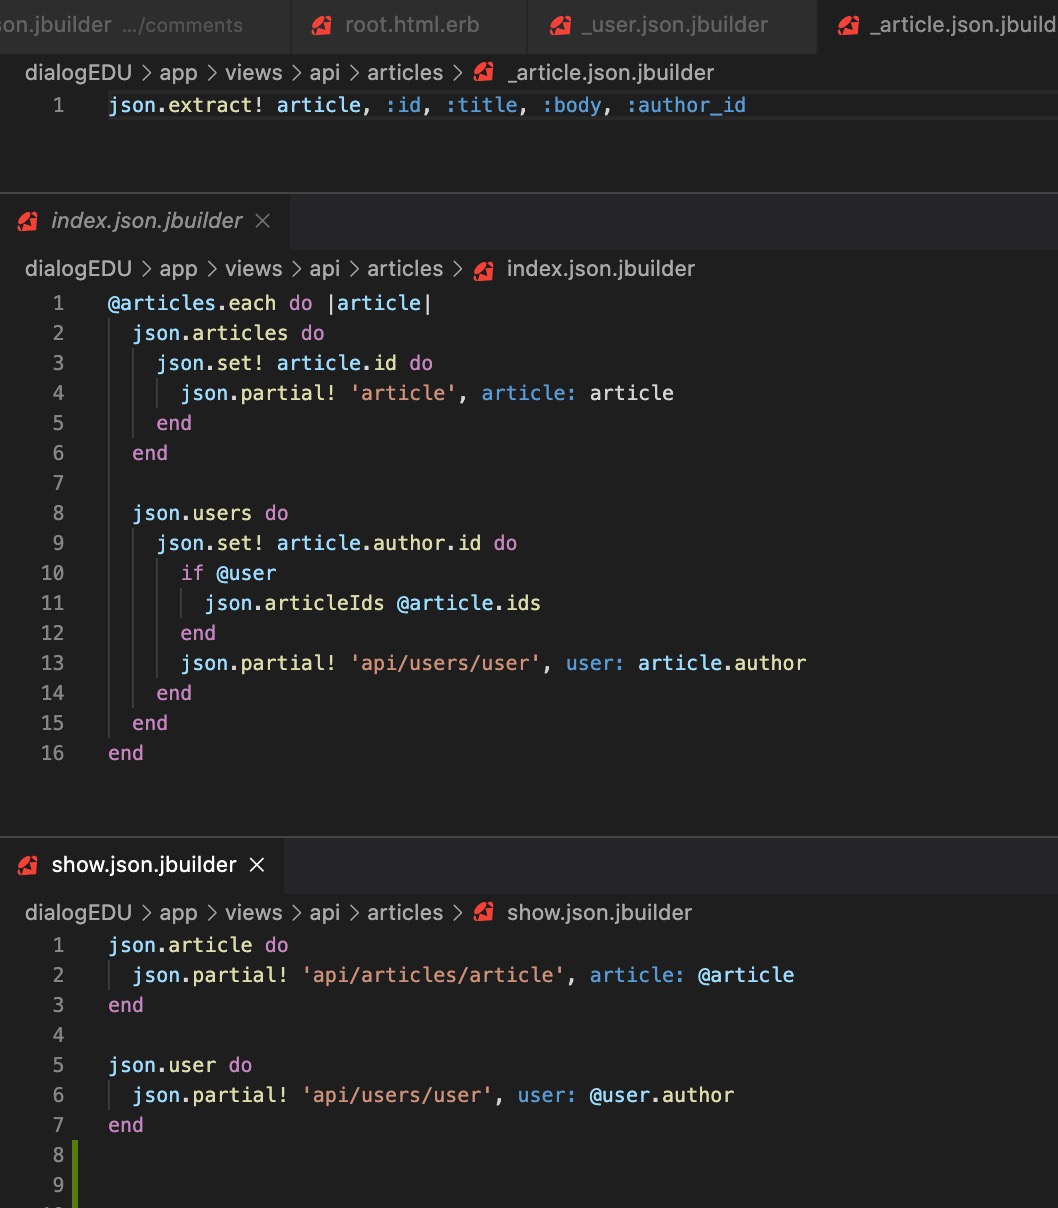 son.jbuilder .../comments root.html.erb _user.json.jbuilder _article.json.jbuild
dialogEDU > app > views > api > articles > _article.json.jbuilder
1 json.extract! article, :id, :title, :body, :author_id
index.json.jbuilder ×
dialogEDU > app > views > api > articles > index.json.jbuilder
1 @articles.each do |article|
2 json.articles do
3 json.set! article.id do
4 json.partial! 'article', article: article
5 end
6 end
7
8 json.users do
9 json.set! article.author.id do
10 if @user
11 json.articleIds @article.ids
12 end
13 json.partial! 'api/users/user', user: article.author
14 end
15 end
16 end
show.json.jbuilder ×
dialogEDU > app > views > api > articles > show.json.jbuilder
1 json.article do
2 json.partial! 'api/articles/article', article: @article
3 end
4
5 json.user do
6 json.partial! 'api/users/user', user: @user.author
7 end
8
9